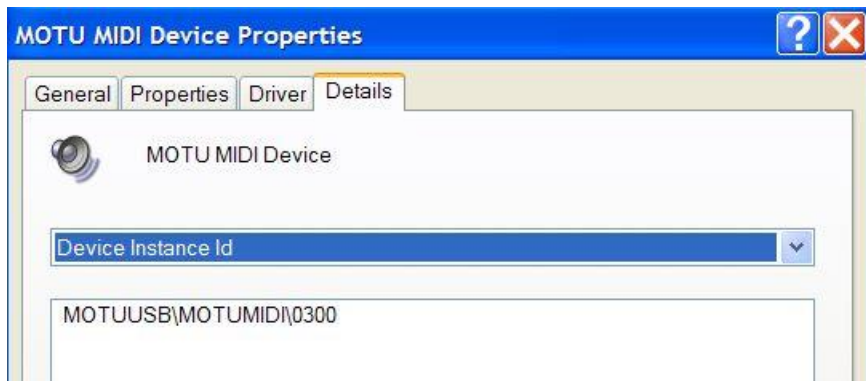 MOTU MIDI Device Properties
General Properties Driver Details
MOTU MIDI Device
Device Instance Id
MOTUUSB\MOTUMIDI\0300